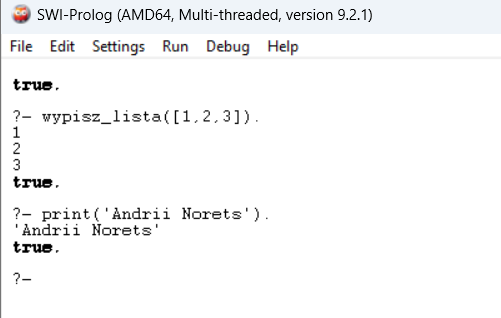 SWI-Prolog (AMD64, Multi-threaded, version 9.2.1)
File Edit Settings Run Debug Help
true.
?- wypisz_lista([1,2,3]).
1
2
3
true.
?- print('Andrii Norets').
'Andrii Norets'
true.
?-